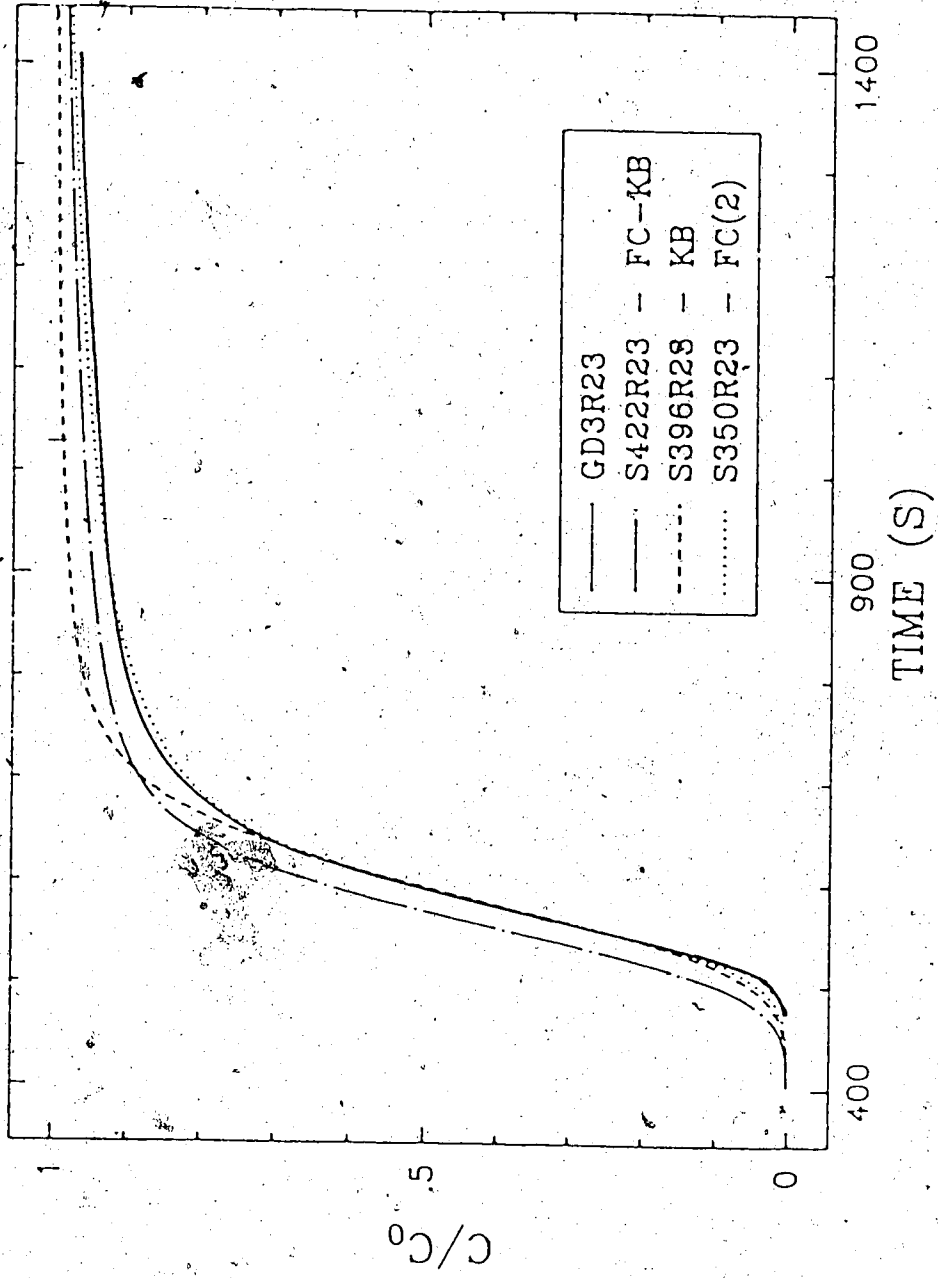 C/C₀
1
.5
0
400
900
1400
TIME (S)
GD3R23
S422R23 – FC-KB
S396R23 – KB
S350R23 – FC(2)